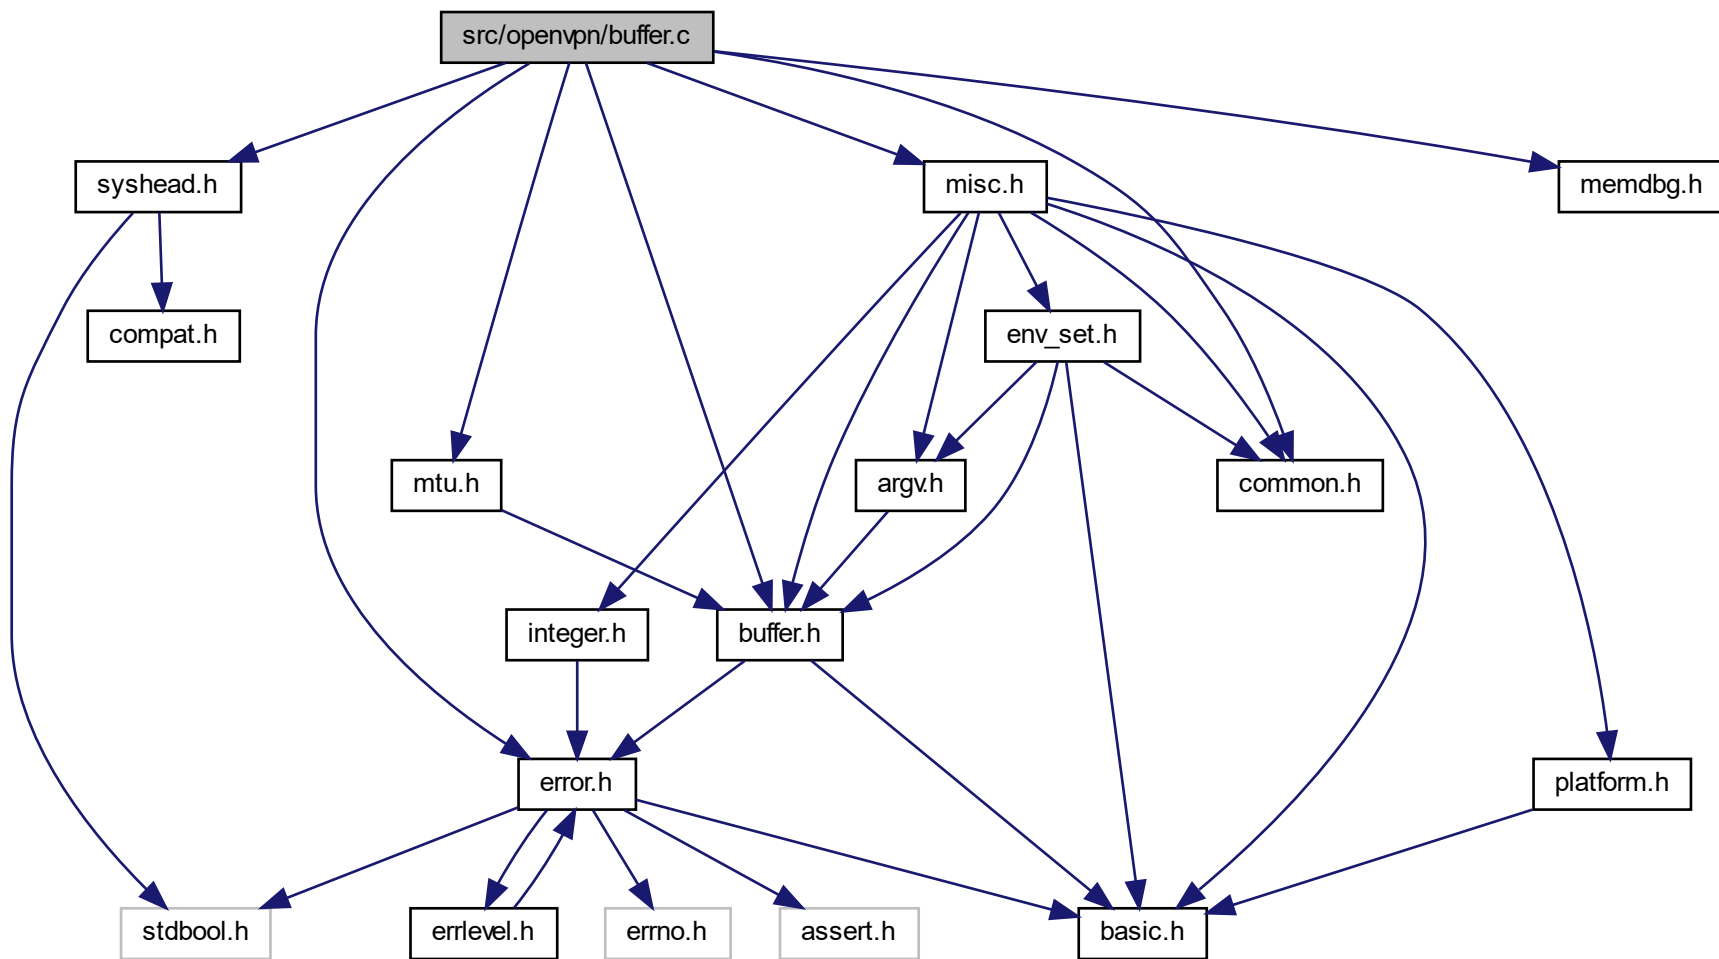 src/openvpn/buffer.c
syshead.h
misc.h
memdbg.h
compat.h
env_set.h
mtu.h
argv.h
common.h
integer.h
buffer.h
error.h
platform.h
stdbool.h
errlevel.h
errno.h
assert.h
basic.h